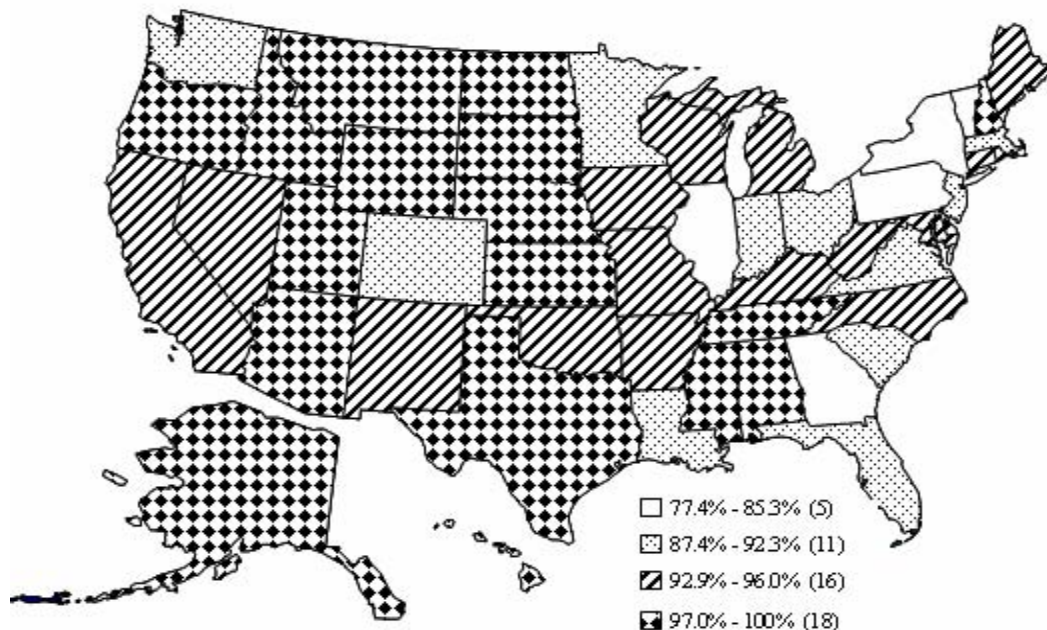 77.4% - 85.3% (5)
87.4% - 92.3% (11)
92.9% - 96.0% (16)
97.0% - 100% (18)